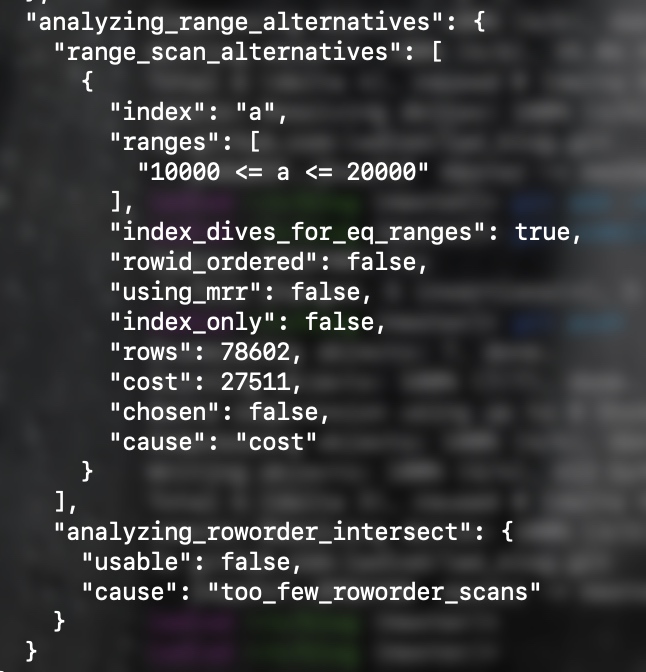 "analyzing_range_alternatives": {
"range_scan_alternatives": [
{
"index": "a",
"ranges": [
"10000 <= a <= 20000"
],
"index_dives_for_eq_ranges": true,
"rowid_ordered": false,
"using_mrr": false,
"index_only": false,
"rows": 78602,
"cost": 27511,
"chosen": false,
"cause": "cost"
}
],
"analyzing_roworder_intersect": {
"usable": false,
"cause": "too_few_roworder_scans"
}
}